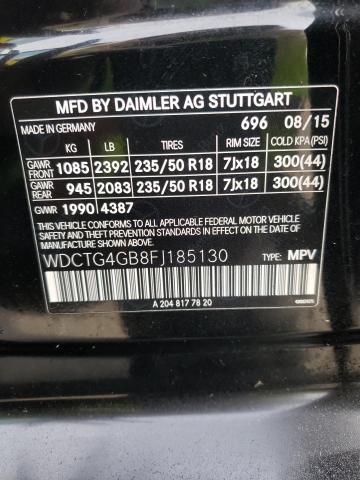 MFD BY DAIMLER AG STUTTGART
MADE IN GERMANY 696 08/15
KG LB TIRES RIM SIZE COLD KPA (PSI)
GAWR FRONT 1085 2392 235/50 R18 7Jx18 300(44)
GAWR REAR 945 2083 235/50 R18 7Jx18 300(44)
GVWR 1990 4387
THIS VEHICLE CONFORMS TO ALL APPLICABLE U.S. FEDERAL MOTOR VEHICLE SAFETY, BUMPER AND THEFT PREVENTION STANDARDS IN EFFECT ON THE DATE OF MANUFACTURE SHOWN ABOVE.
WDCTG4GB8FJ185130 TYPE: MPV
A 204 817 78 20